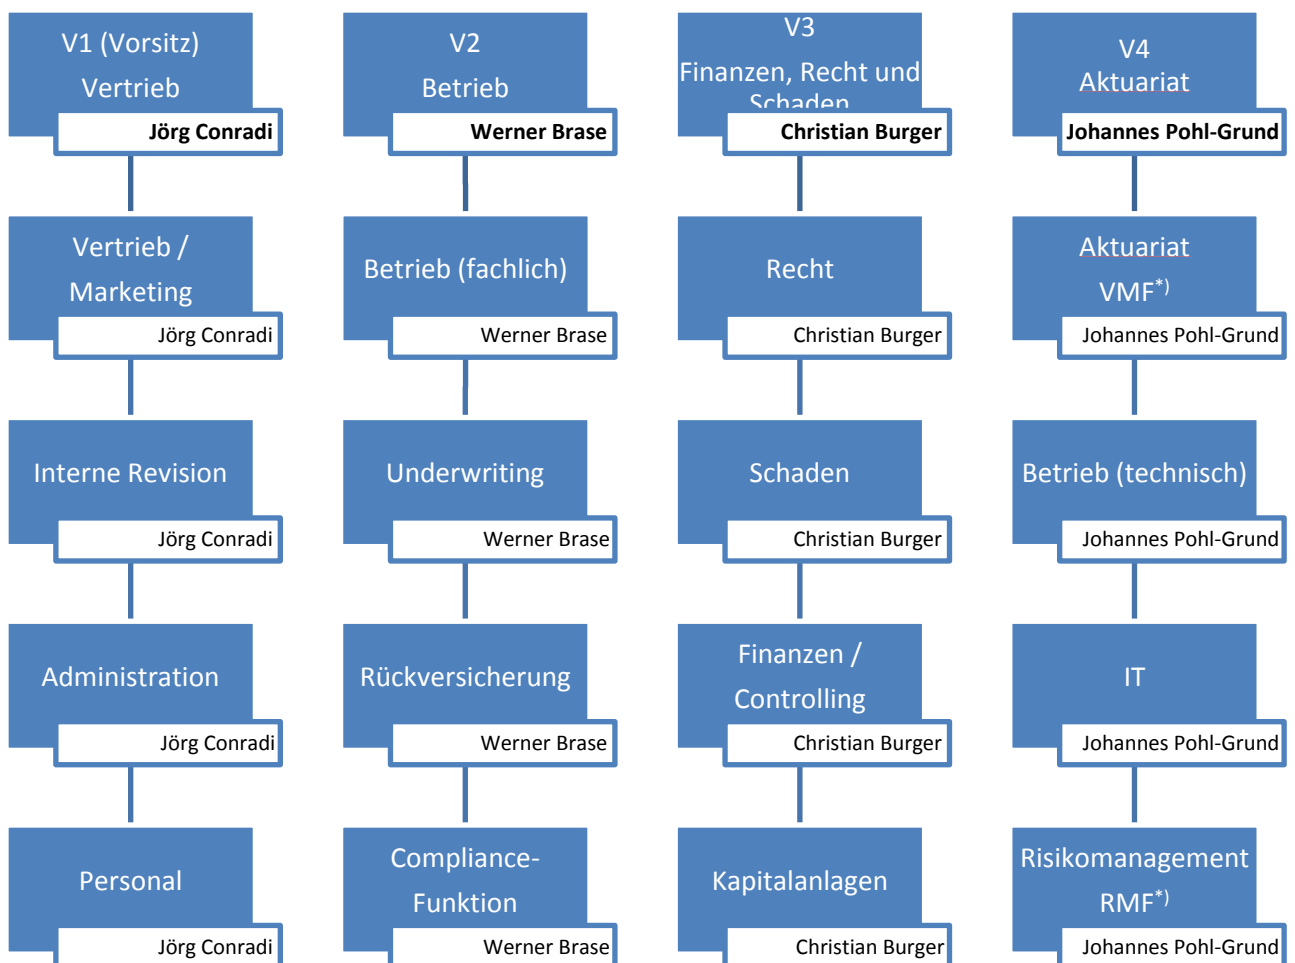 V1 (Vorsitz)
Vertrieb
Jörg Conradi
V2
Betrieb
Werner Brase
V3
Finanzen, Recht und
Schaden
Christian Burger
V4
Aktuariat
Johannes Pohl-Grund
Vertrieb /
Marketing
Jörg Conradi
Betrieb (fachlich)
Werner Brase
Recht
Christian Burger
Aktuariat
VMF*)
Johannes Pohl-Grund
Interne Revision
Jörg Conradi
Underwriting
Werner Brase
Schaden
Christian Burger
Betrieb (technisch)
Johannes Pohl-Grund
Administration
Jörg Conradi
Rückversicherung
Werner Brase
Finanzen /
Controlling
Christian Burger
IT
Johannes Pohl-Grund
Personal
Jörg Conradi
Compliance-
Funktion
Werner Brase
Kapitalanlagen
Christian Burger
Risikomanagement
RMF*)
Johannes Pohl-Grund